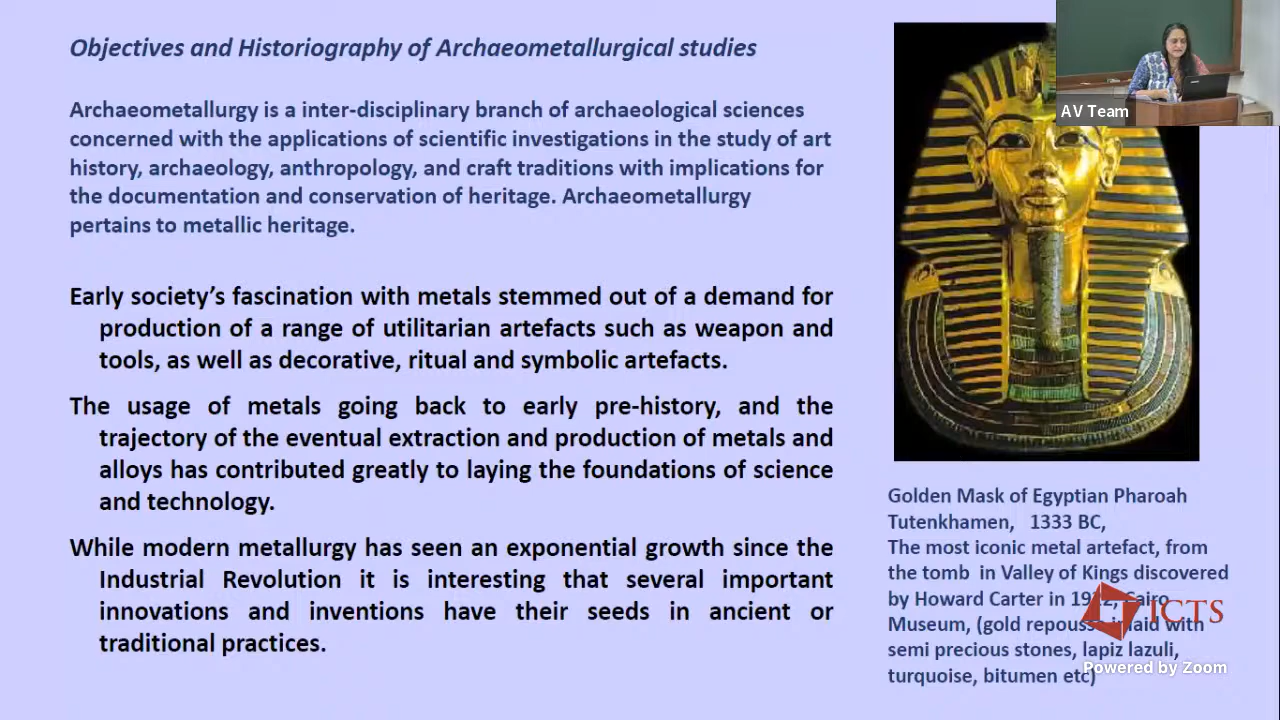 Objectives and Historiography of Archaeometallurgical studies
Archaeometallurgy is a inter-disciplinary branch of archaeological sciences
concerned with the applications of scientific investigations in the study of art
history, archaeology, anthropology, and craft traditions with implications for
the documentation and conservation of heritage. Archaeometallurgy
pertains to metallic heritage.
Early society's fascination with metals stemmed out of a demand for
production of a range of utilitarian artefacts such as weapon and
tools, as well as decorative, ritual and symbolic artefacts.
The usage of metals going back to early pre-history, and the
trajectory of the eventual extraction and production of metals and
alloys has contributed greatly to laying the foundations of science
and technology.
While modern metallurgy has seen an exponential growth since the
Industrial Revolution it is interesting that several important
innovations and inventions have their seeds in ancient or
traditional practices.
AV Team
Golden Mask of Egyptian Pharoah
Tutenkhamen, 1333 BC,
The most iconic metal artefact, from
the tomb in Valley of Kings discovered
by Howard Carter in Cairo
Museum, (gold with
semi precious stones, lapiz lazuli,
turquoise, bitumen etc)
ICTS
Powered by Zoom